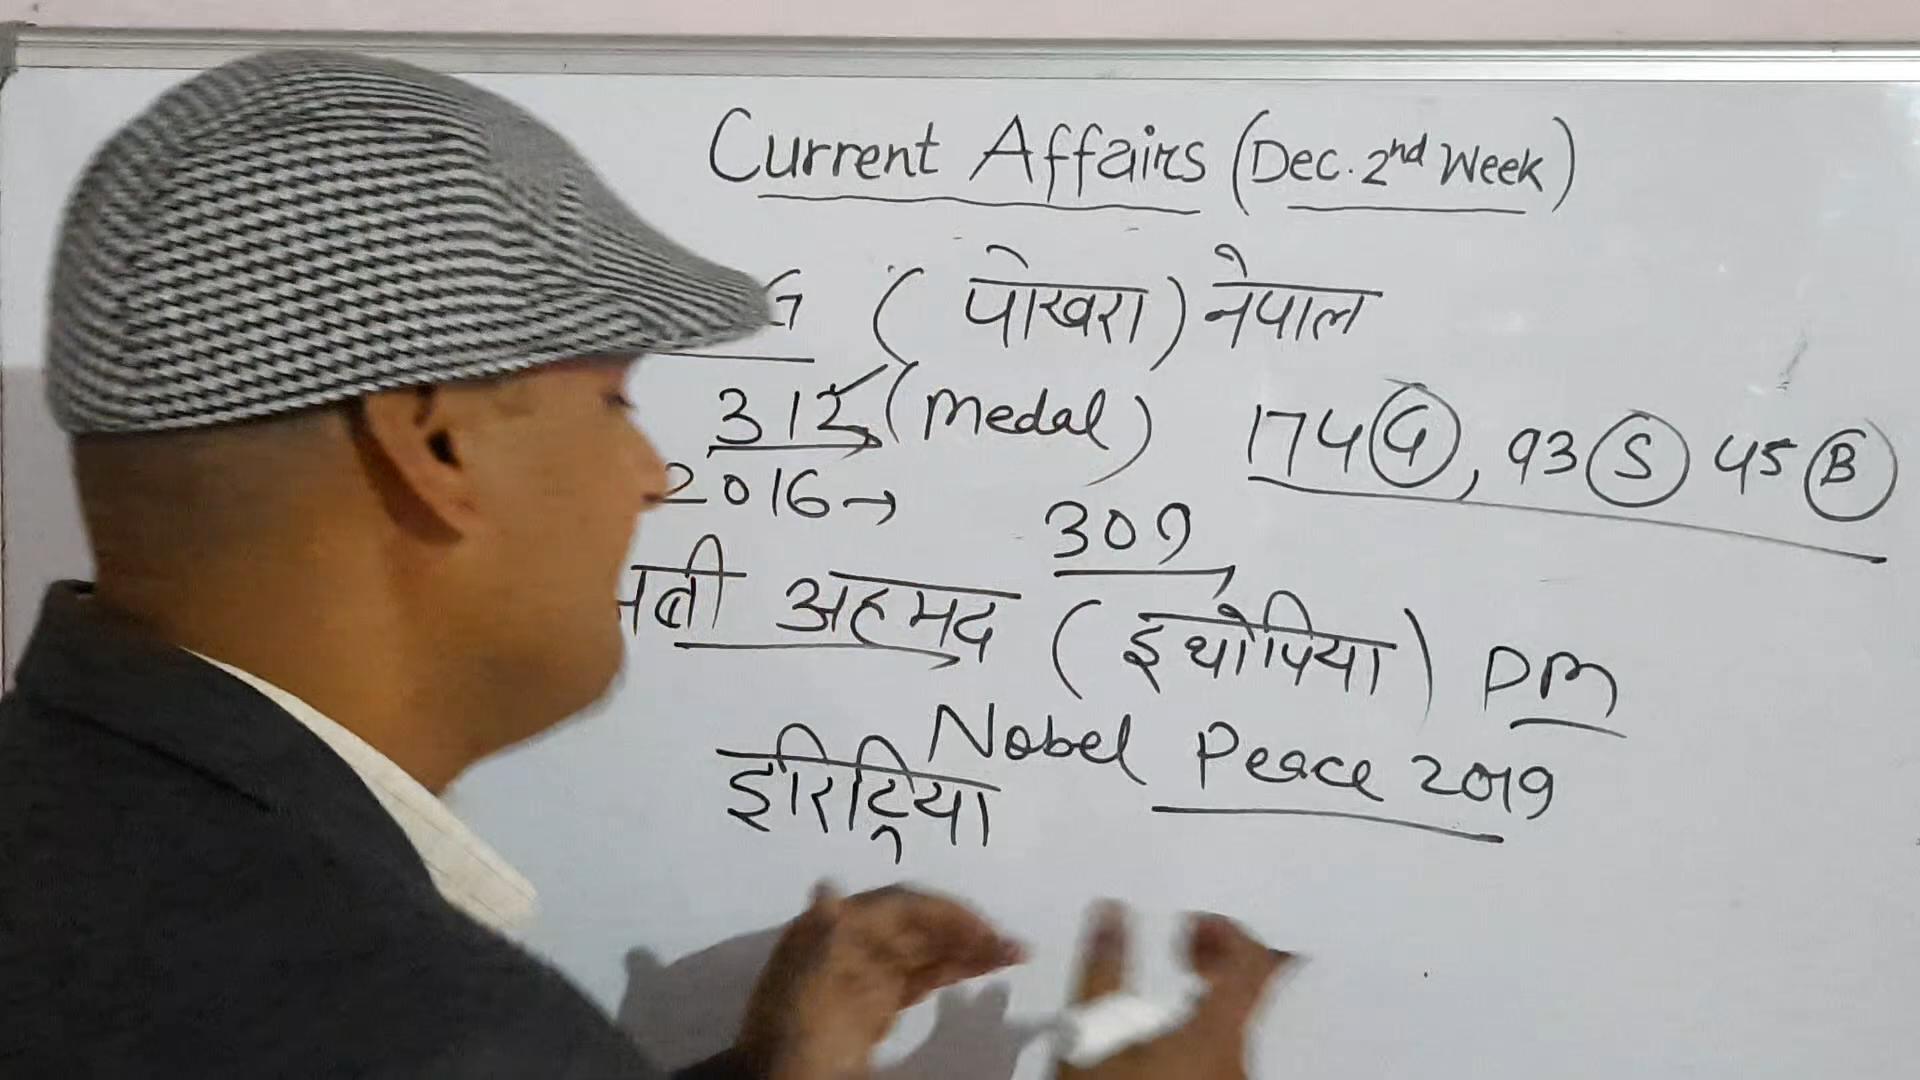 Current Affairs (Dec. 2nd Week)
G ( पोखरा ) नेपाल
312 (medal) 174 G, 93 S 45 B
2016 → 309
अहमद ( इथोपिया ) PM
Nobel Peace 2019
इरिट्रिया